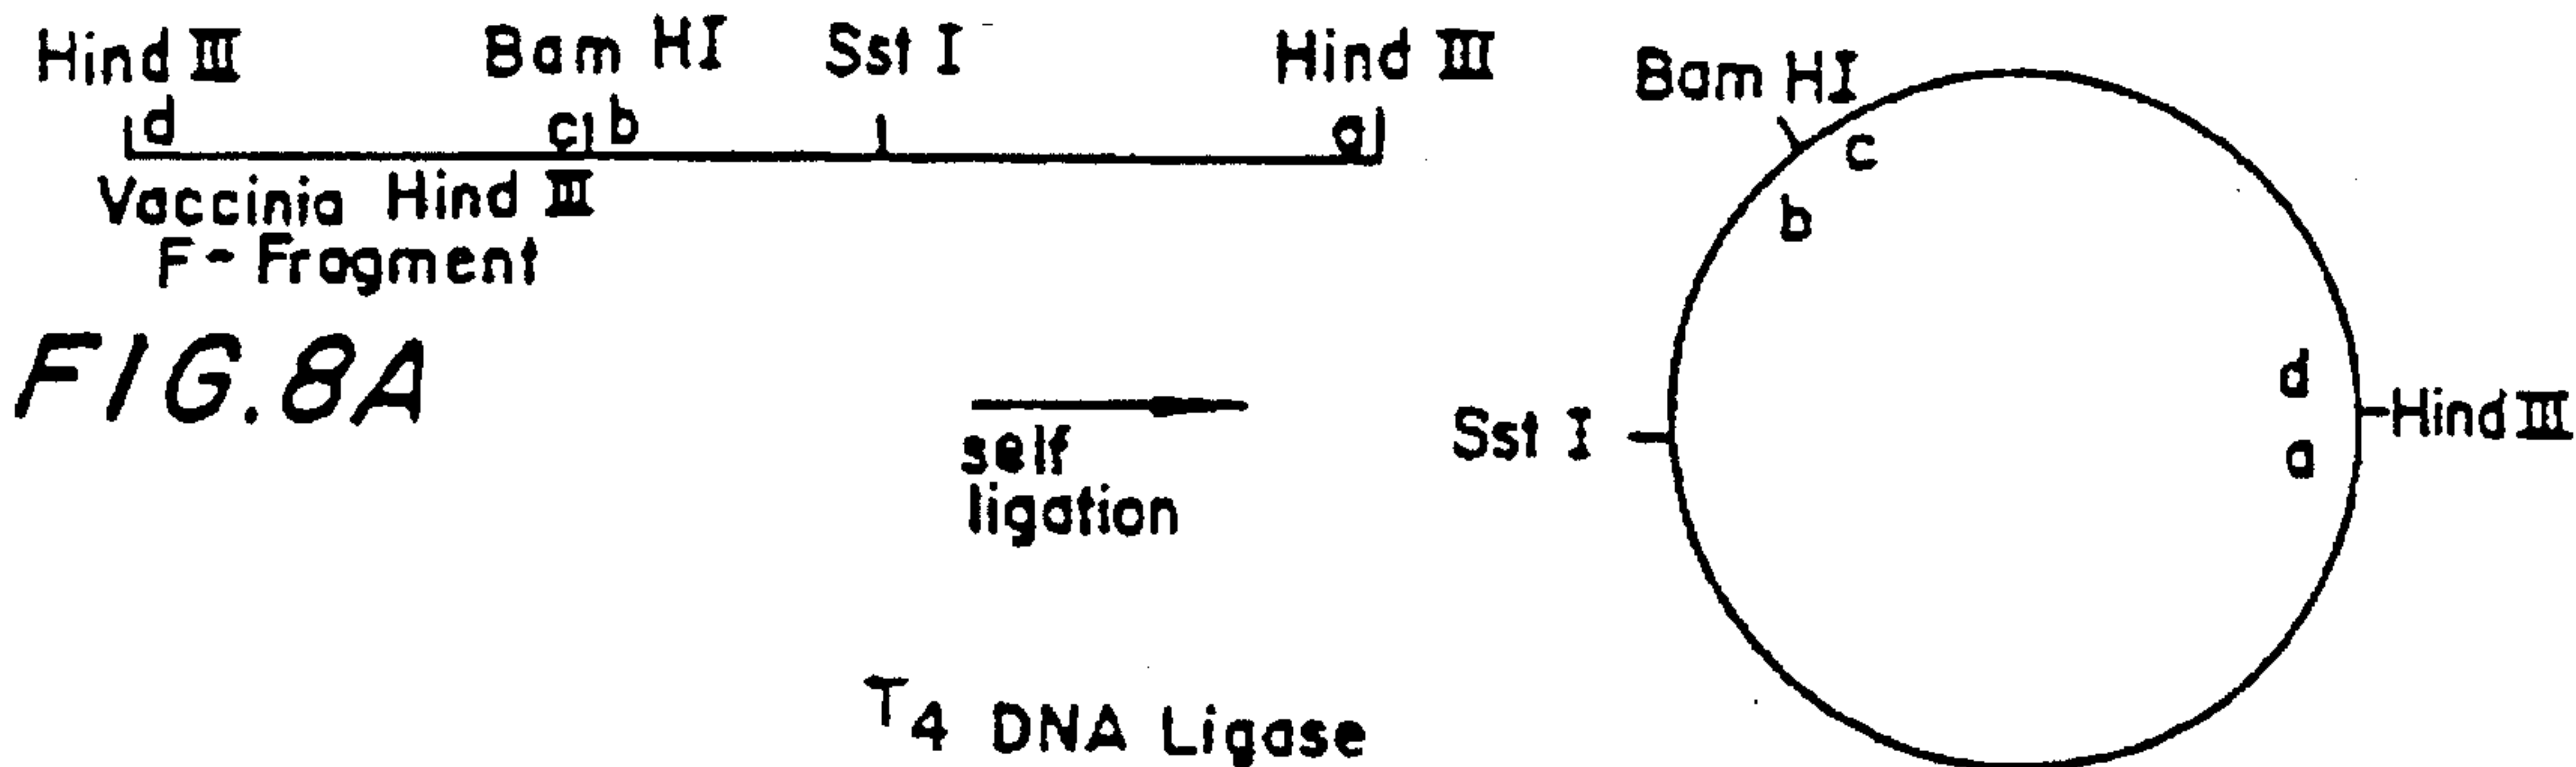 Hind III
Bam HI
Sst I
Hind III
d
c
b
a
Vaccinia Hind III
F-Fragment
FIG. 8A
self
ligation
T4 DNA Ligase
Bam HI
c
b
Sst I
d
a
Hind III